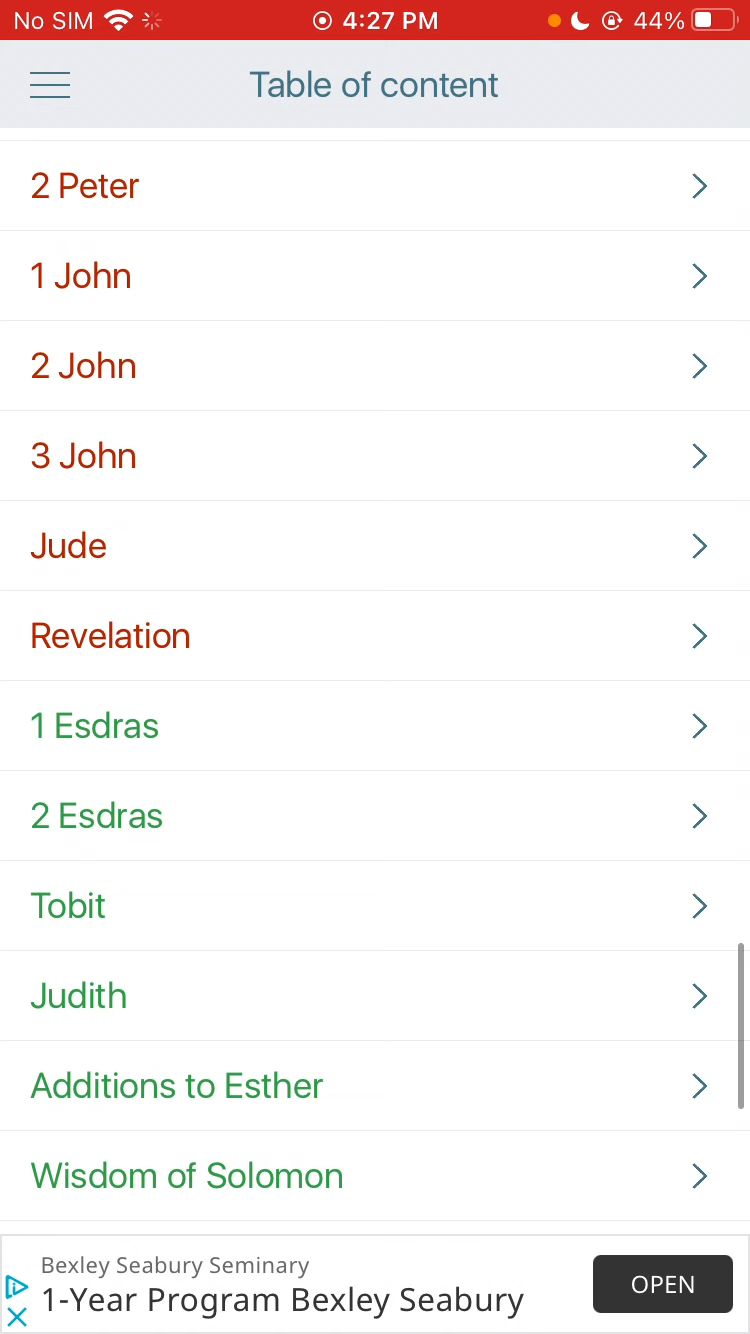 No SIM 4:27 PM 44%
Table of content
2 Peter
1 John
2 John
3 John
Jude
Revelation
1 Esdras
2 Esdras
Tobit
Judith
Additions to Esther
Wisdom of Solomon
Bexley Seabury Seminary
1-Year Program Bexley Seabury
OPEN